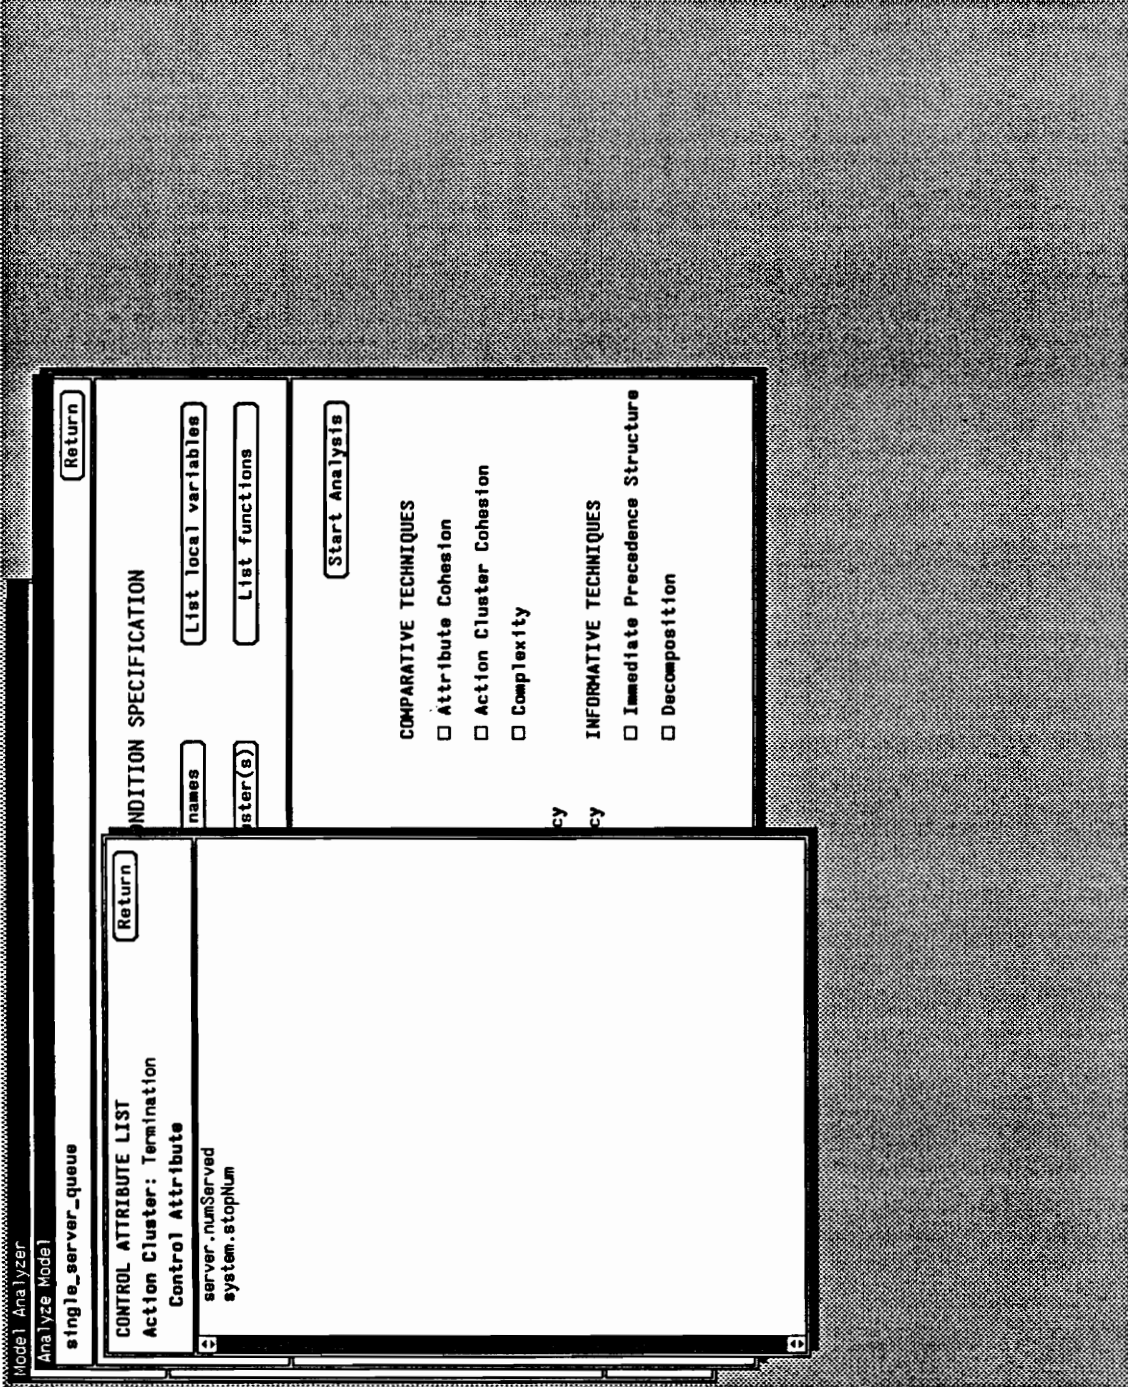 Model Analyzer
Analyze Model
single_server_queue
Return
NDITION SPECIFICATION
names
List local variables
ster(s)
List functions
Start Analysis
COMPARATIVE TECHNIQUES
Attribute Cohesion
Action Cluster Cohesion
Complexity
cy
INFORMATIVE TECHNIQUES
cy
Immediate Precedence Structure
Decomposition
CONTROL ATTRIBUTE LIST
Return
Action Cluster: Termination
Control Attribute
server.numServed
system.stopNum